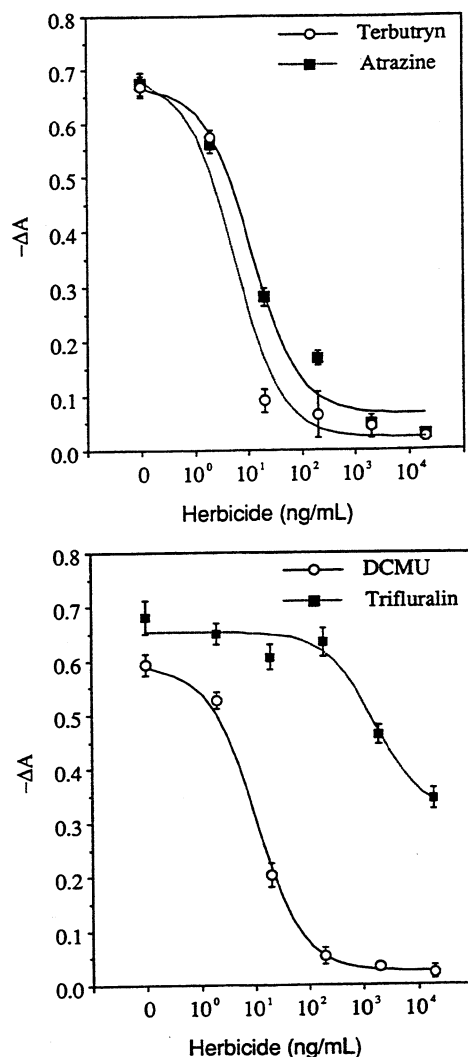 Terbutryn
Atrazine
0.8
0.7
0.6
0.5
0.4
0.3
0.2
0.1
0.0
−ΔA
0 10⁰ 10¹ 10² 10³ 10⁴
Herbicide (ng/mL)
DCMU
Trifluralin
0.8
0.7
0.6
0.5
0.4
0.3
0.2
0.1
0.0
−ΔA
0 10⁰ 10¹ 10² 10³ 10⁴
Herbicide (ng/mL)